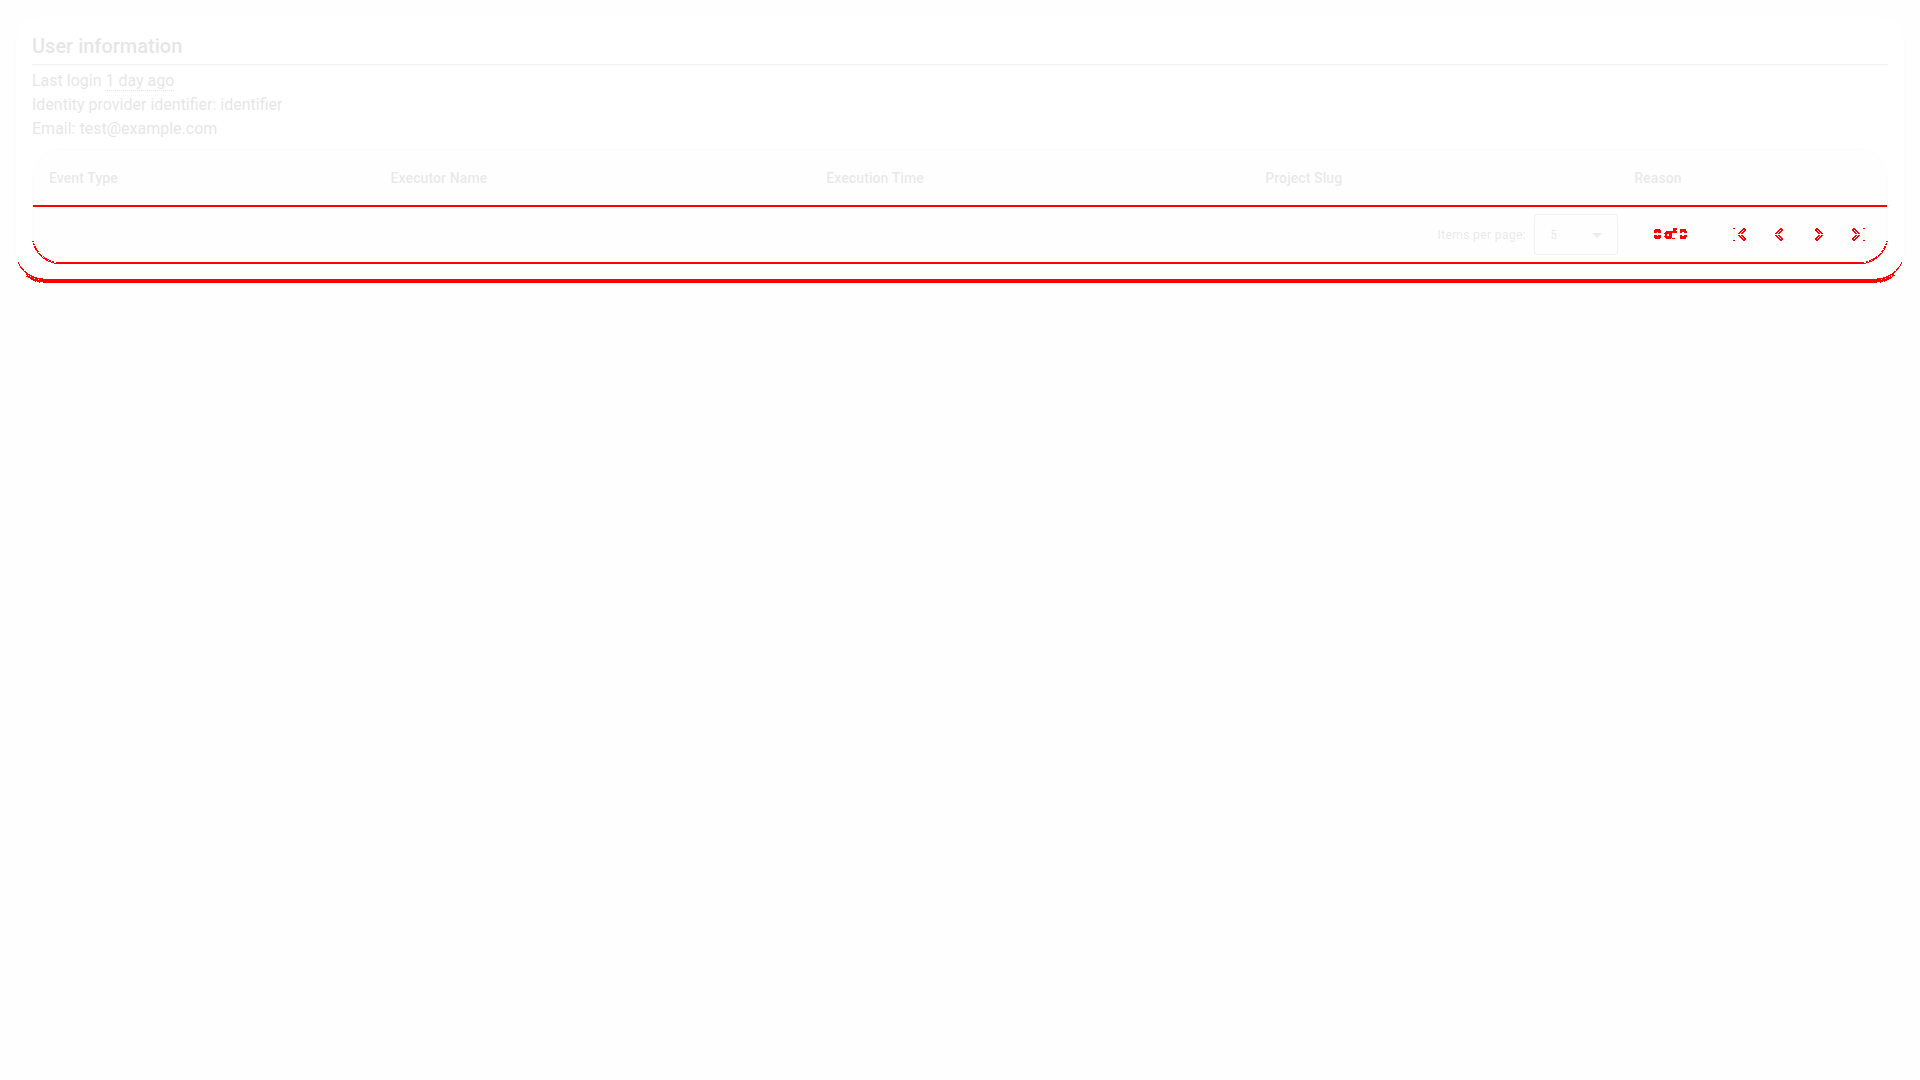 User information
Last login 1 day ago
Identity provider identifier: identifier
Email: test@example.com
Event Type Executor Name Execution Time Project Slug Reason
Items per page: 5 0 of 0